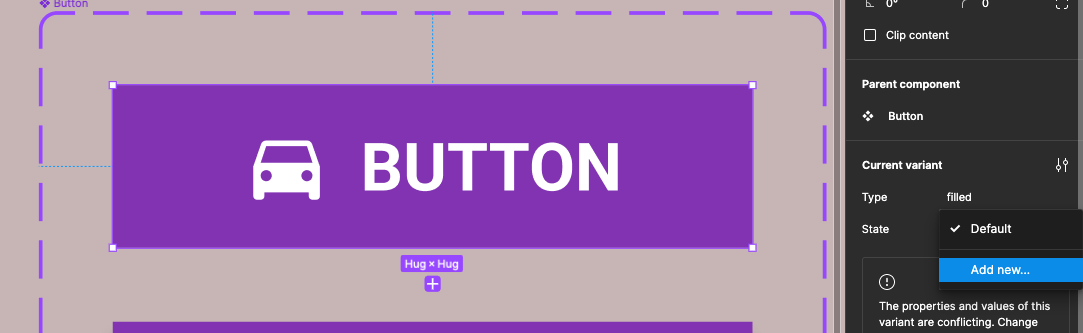 Button
BUTTON
Hug × Hug
0°
0
Clip content
Parent component
Button
Current variant
Type
filled
State
Default
Add new...
The properties and values of this
variant are conflicting. Change